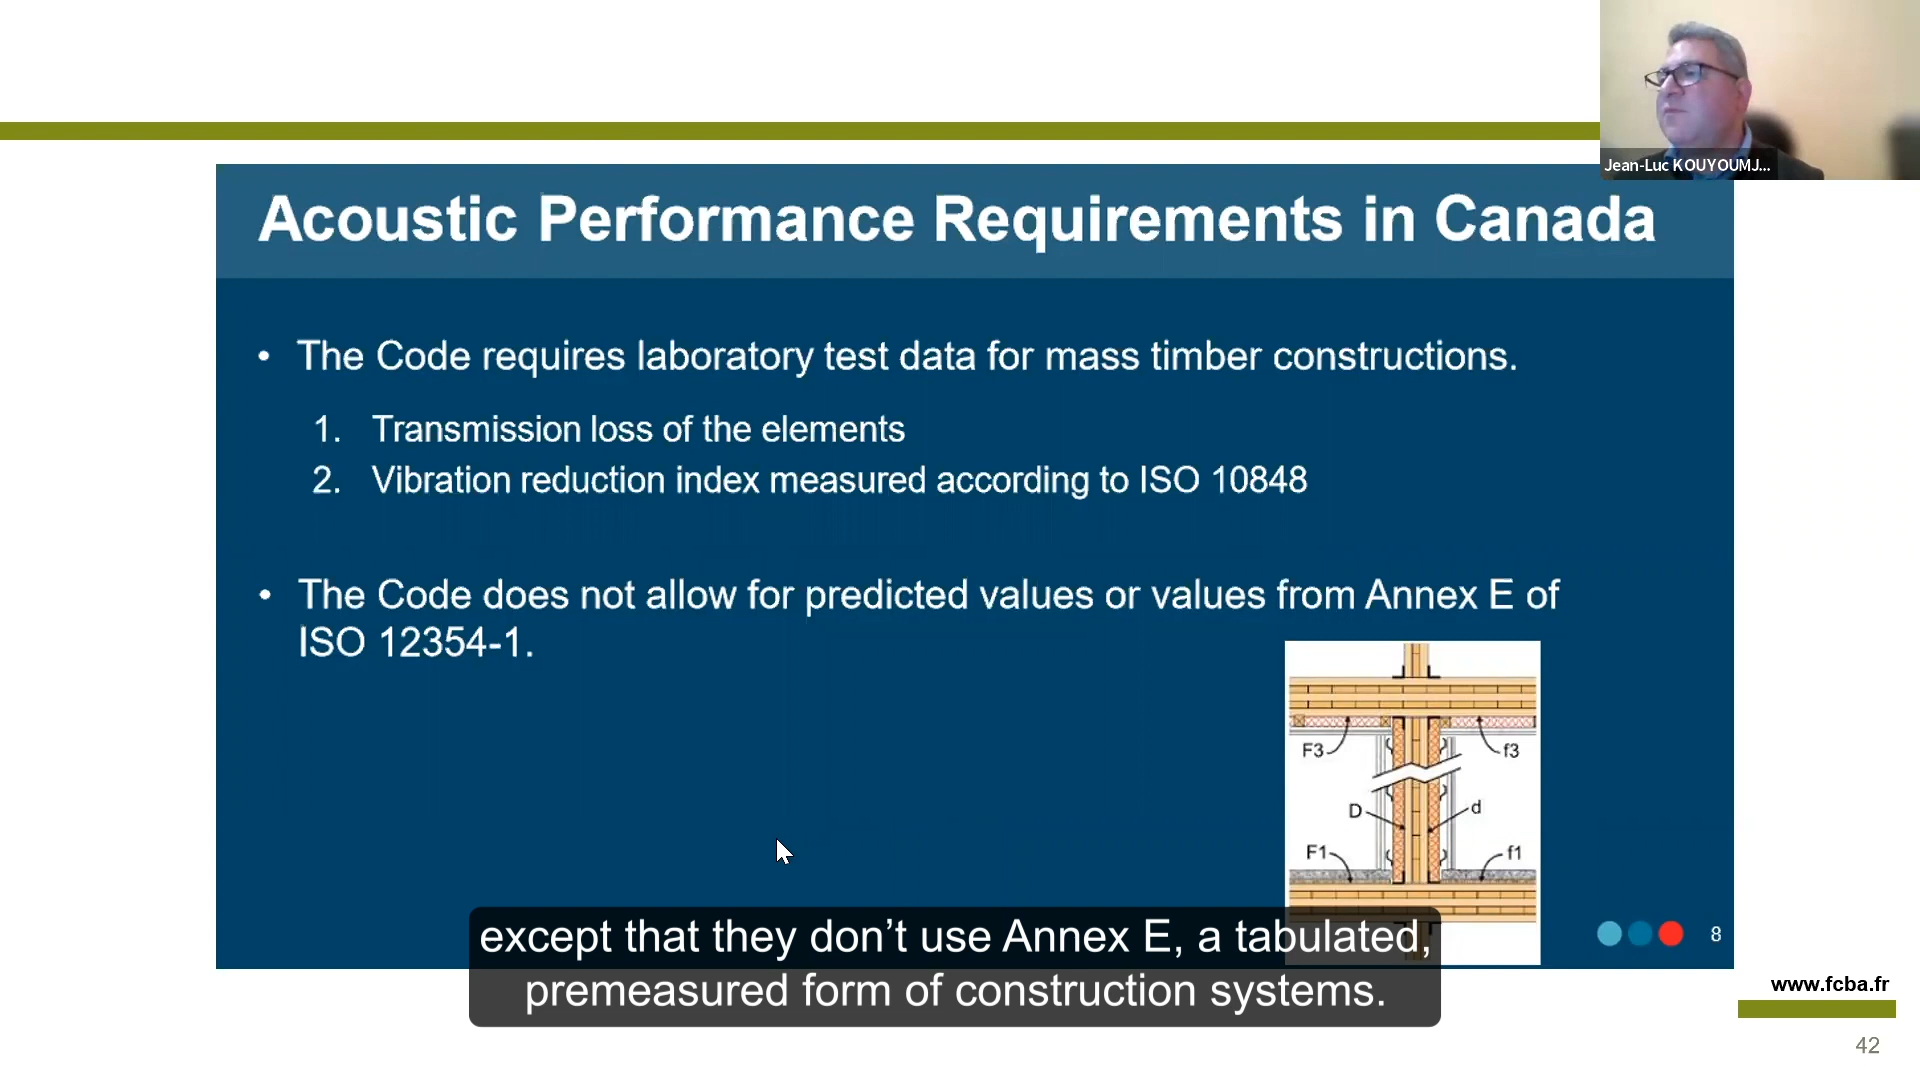 Jean-Luc KOUYOUMJ...
Acoustic Performance Requirements in Canada
• The Code requires laboratory test data for mass timber constructions.
1. Transmission loss of the elements
2. Vibration reduction index measured according to ISO 10848
• The Code does not allow for predicted values or values from Annex E of
ISO 12354-1.
F3
f3
D
d
F1
f1
except that they don’t use Annex E, a tabulated,
premeasured form of construction systems.
8
www.fcba.fr
42